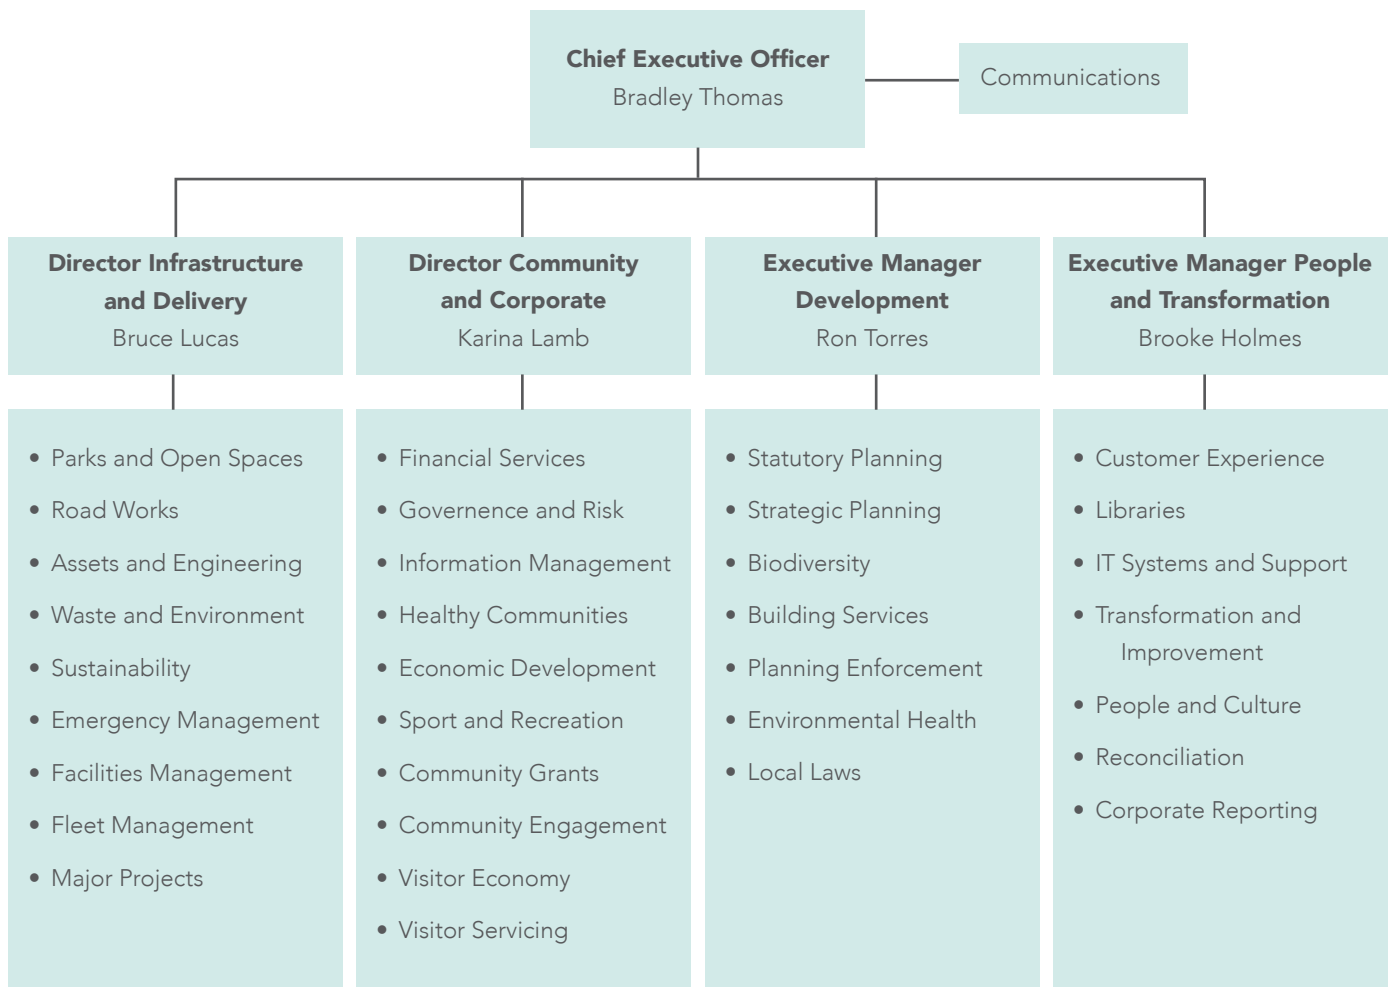 Chief Executive Officer
Bradley Thomas
Communications
Director Infrastructure
and Delivery
Bruce Lucas
Director Community
and Corporate
Karina Lamb
Executive Manager
Development
Ron Torres
Executive Manager People
and Transformation
Brooke Holmes
• Parks and Open Spaces
• Road Works
• Assets and Engineering
• Waste and Environment
• Sustainability
• Emergency Management
• Facilities Management
• Fleet Management
• Major Projects
• Financial Services
• Governence and Risk
• Information Management
• Healthy Communities
• Economic Development
• Sport and Recreation
• Community Grants
• Community Engagement
• Visitor Economy
• Visitor Servicing
• Statutory Planning
• Strategic Planning
• Biodiversity
• Building Services
• Planning Enforcement
• Environmental Health
• Local Laws
• Customer Experience
• Libraries
• IT Systems and Support
• Transformation and
Improvement
• People and Culture
• Reconciliation
• Corporate Reporting